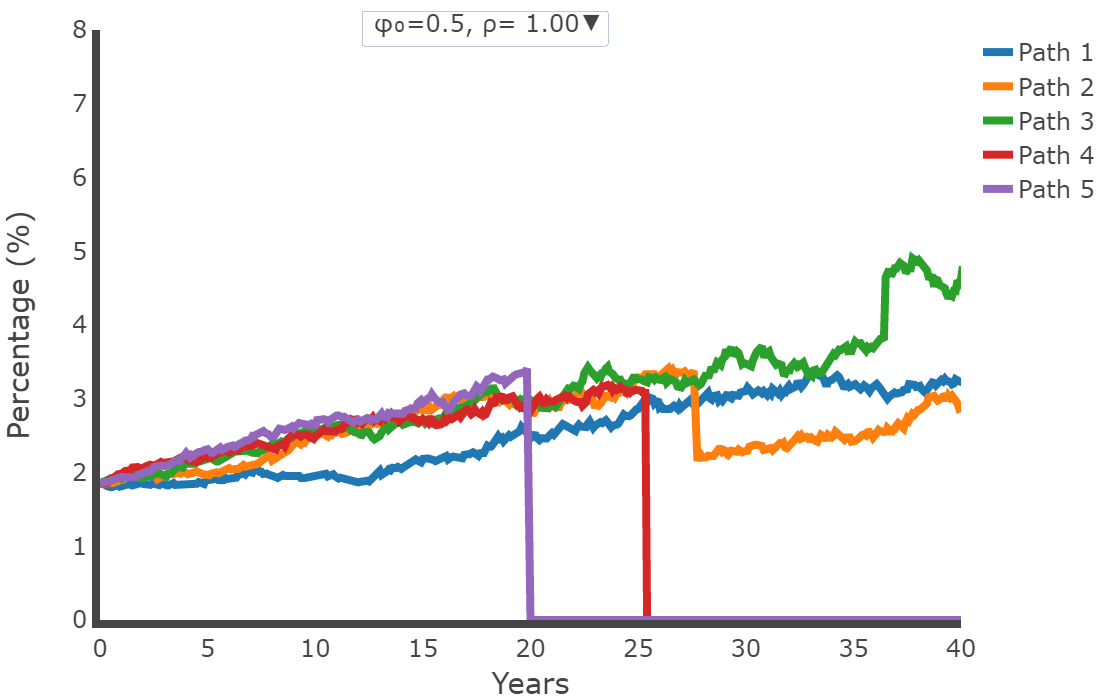 φ₀=0.5, ρ= 1.00▼
8
7
6
5
4
3
2
1
0
Percentage (%)
0 5 10 15 20 25 30 35 40
Years
Path 1
Path 2
Path 3
Path 4
Path 5